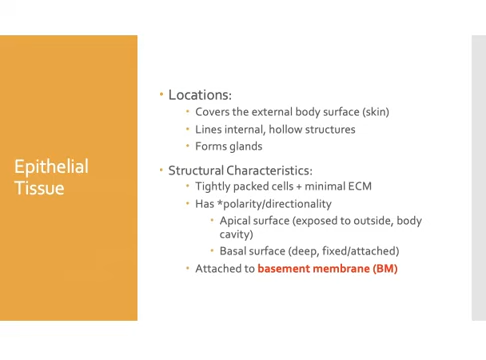 Epithelial
Tissue
• Locations:
• Covers the external body surface (skin)
• Lines internal, hollow structures
• Forms glands
• Structural Characteristics:
• Tightly packed cells + minimal ECM
• Has *polarity/directionality
• Apical surface (exposed to outside, body
cavity)
• Basal surface (deep, fixed/attached)
• Attached to basement membrane (BM)